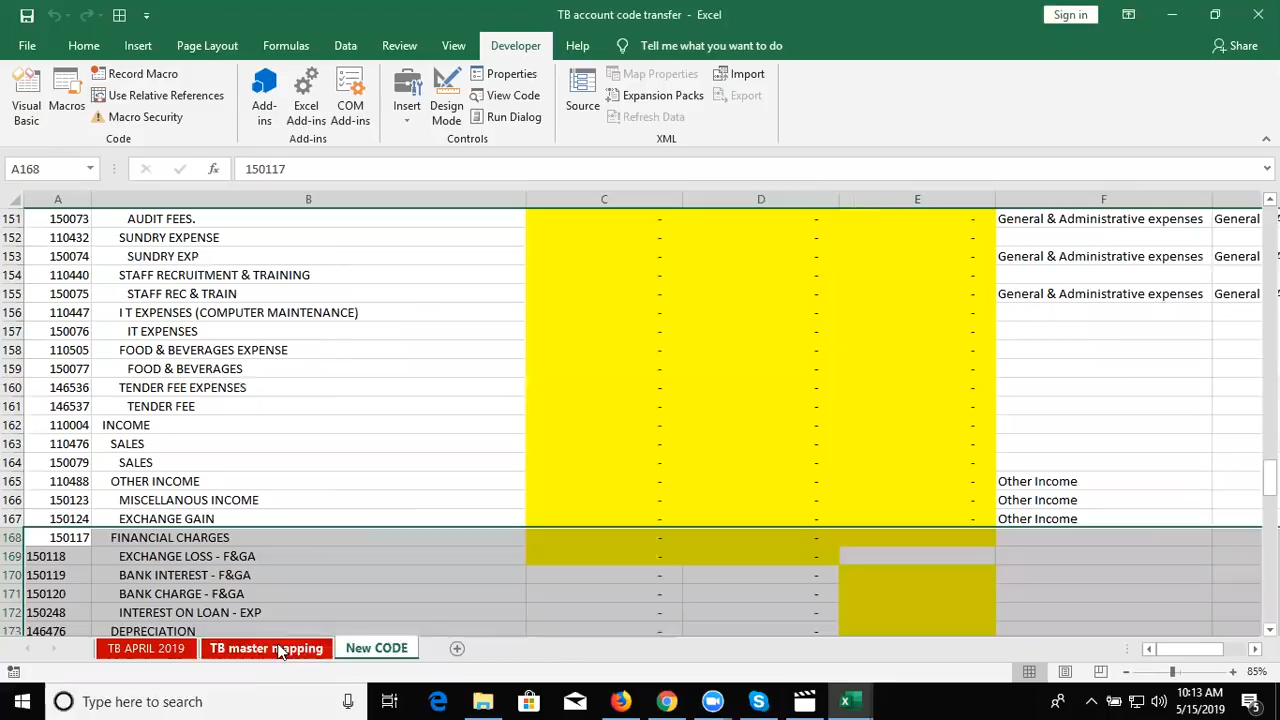 TB account code transfer - Excel
Sign in
File Home Insert Page Layout Formulas Data Review View Developer Help Tell me what you want to do Share
Visual Basic
Macros
Record Macro
Use Relative References
Macro Security
Code
Add-ins
Excel Add-ins
COM Add-ins
Add-ins
Insert
Design Mode
Properties
View Code
Run Dialog
Controls
Source
Map Properties
Expansion Packs
Refresh Data
Import
Export
XML
A168 fx 150117
A B C D E F
151 150073 AUDIT FEES. - - - General & Administrative expenses General
152 110432 SUNDRY EXPENSE - - -
153 150074 SUNDRY EXP - - - General & Administrative expenses General
154 110440 STAFF RECRUITMENT & TRAINING - - -
155 150075 STAFF REC & TRAIN - - - General & Administrative expenses General
156 110447 I T EXPENSES (COMPUTER MAINTENANCE) - - -
157 150076 IT EXPENSES - - -
158 110505 FOOD & BEVERAGES EXPENSE - - -
159 150077 FOOD & BEVERAGES - - -
160 146536 TENDER FEE EXPENSES - - -
161 146537 TENDER FEE - - -
162 110004 INCOME - - -
163 110476 SALES - - -
164 150079 SALES - - -
165 110488 OTHER INCOME - - - Other Income
166 150123 MISCELLANOUS INCOME - - - Other Income
167 150124 EXCHANGE GAIN - - - Other Income
168 150117 FINANCIAL CHARGES - -
169 150118 EXCHANGE LOSS - F&GA - -
170 150119 BANK INTEREST - F&GA - -
171 150120 BANK CHARGE - F&GA - -
172 150248 INTEREST ON LOAN - EXP - -
173 146476 DEPRECIATION
TB APRIL 2019 TB master mapping New CODE
85%
Type here to search
10:13 AM
5/15/2019
5